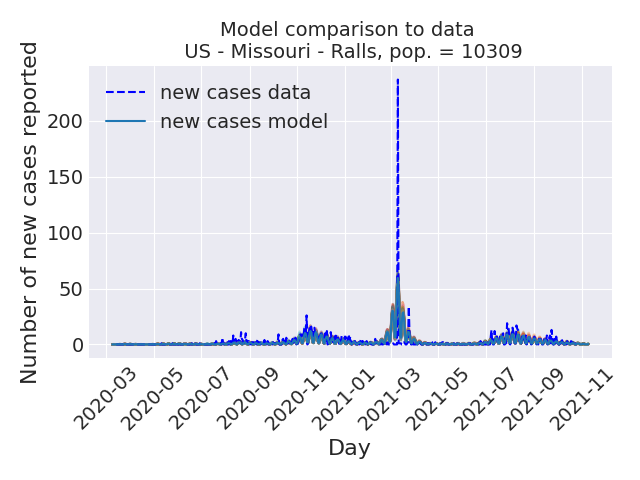 Model comparison to data
US - Missouri - Ralls, pop. = 10309
Number of new cases reported
new cases data
new cases model
200
150
100
50
0
2020-03
2020-05
2020-07
2020-09
2020-11
2021-01
2021-03
2021-05
2021-07
2021-09
2021-11
Day